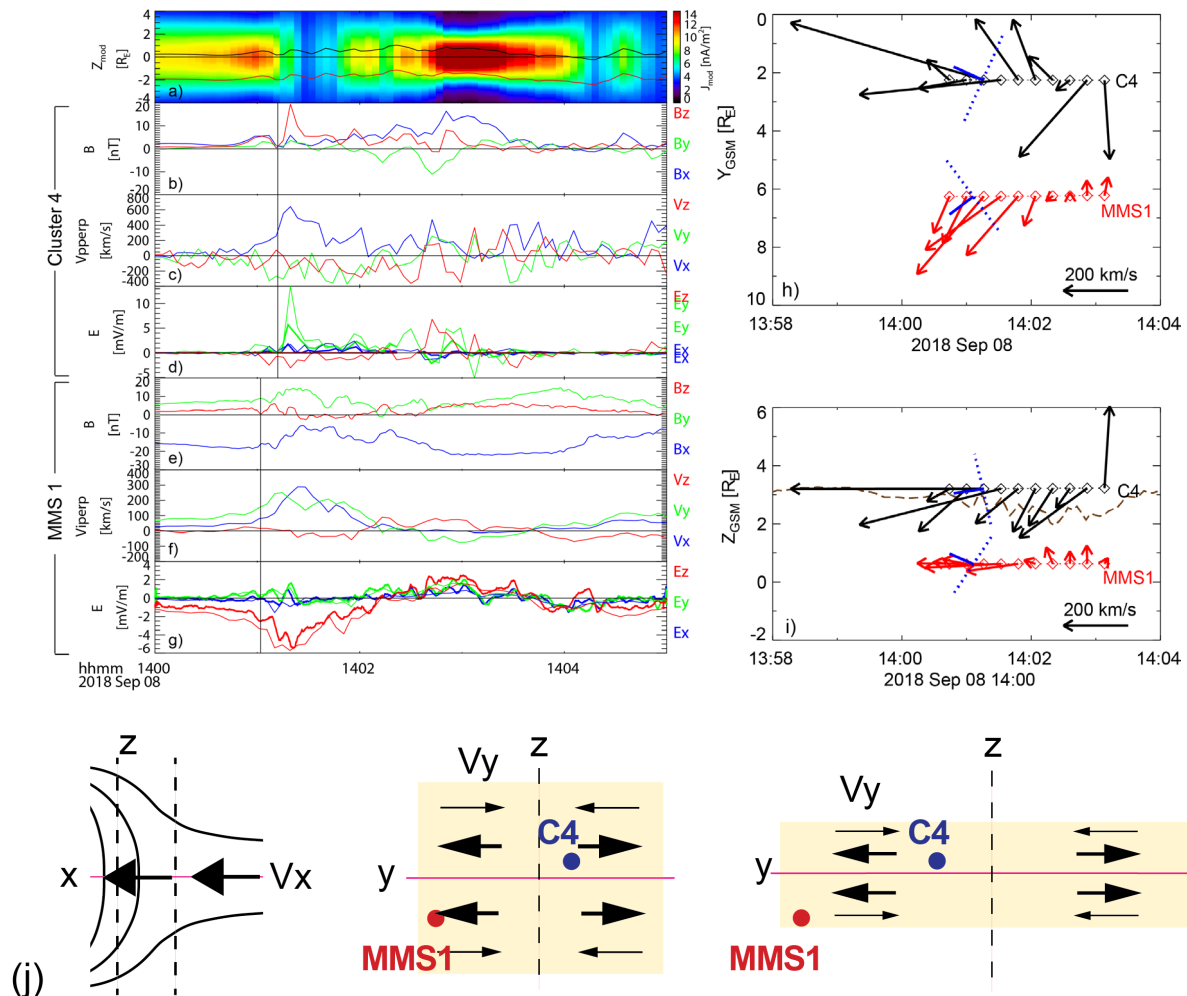 Z_mod
[R_E]
4
2
0
-2
-4
a)
14
12
10
8
6
4
2
0
J_mod [nA/m²]
Cluster 4
B
[nT]
20
10
0
-10
-20
b)
Bz
By
Bx
Vpperp
[km/s]
800
600
400
200
0
-200
-400
c)
Vz
Vy
Vx
E
[mV/m]
10
5
0
-5
d)
Ez
Ey
Ey
Ex
Ex
MMS 1
B
[nT]
20
10
0
-10
-20
-30
e)
Bz
By
Bx
Viperp
[km/s]
400
300
200
100
0
-100
-200
f)
Vz
Vy
Vx
E
[mV/m]
4
2
0
-2
-4
-6
g)
Ez
Ey
Ex
hhmm
1400
1402
1404
2018 Sep 08
Y_GSM [R_E]
0
2
4
6
8
10
C4
MMS1
200 km/s
h)
13:58
14:00
14:02
14:04
2018 Sep 08
Z_GSM [R_E]
6
4
2
0
-2
C4
MMS1
200 km/s
i)
13:58
14:00
14:02
14:04
2018 Sep 08 14:00
(j)
z
x
Vx
z
Vy
C4
y
MMS1
z
Vy
C4
y
MMS1